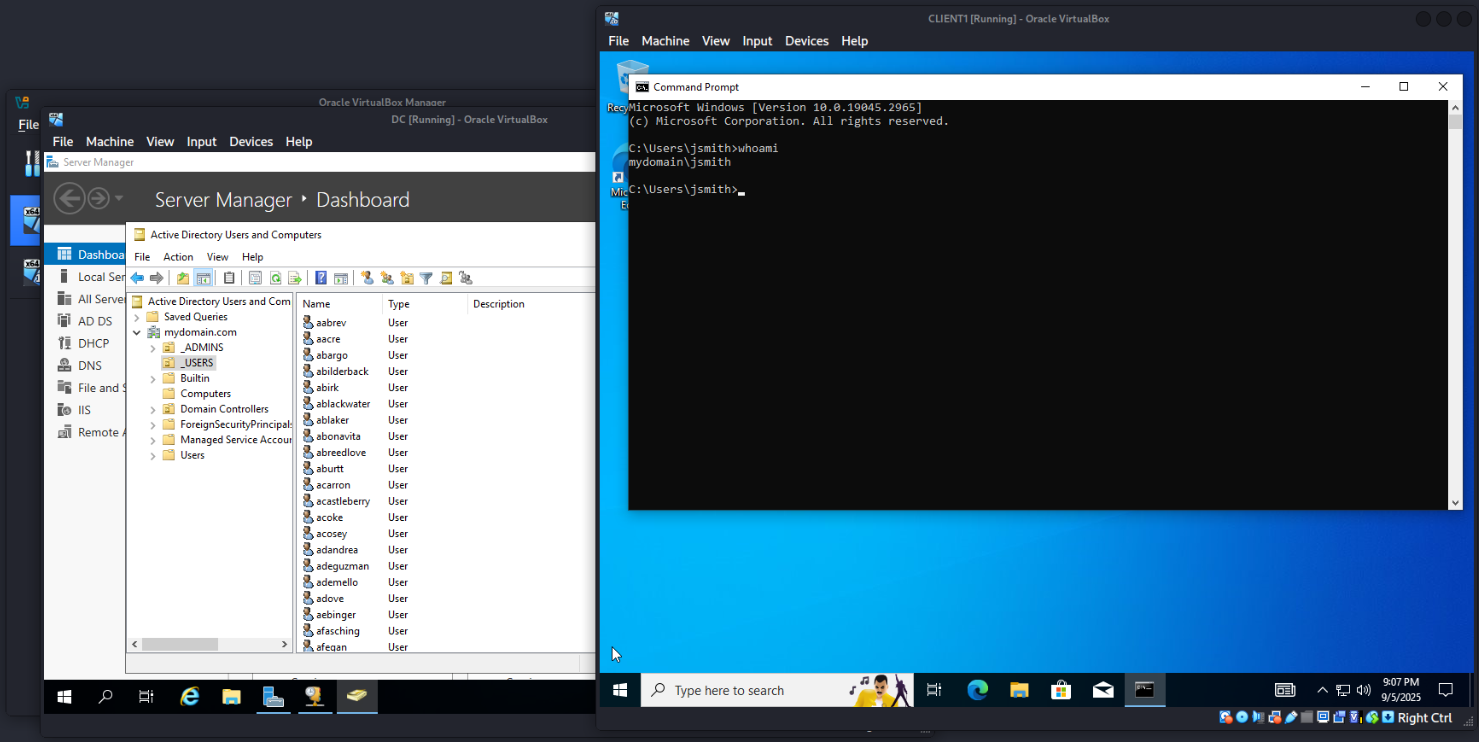 Oracle VirtualBox Manager
File
DC [Running] - Oracle VirtualBox
File Machine View Input Devices Help
Server Manager
Server Manager ‣ Dashboard
Dashboa
Local Ser
All Server
AD DS
DHCP
DNS
File and S
IIS
Remote A
x64
x64
Active Directory Users and Computers
File Action View Help
Active Directory Users and Com
Saved Queries
mydomain.com
_ADMINS
_USERS
Builtin
Computers
Domain Controllers
ForeignSecurityPrincipals
Managed Service Accour
Users
Name Type Description
aabrev User
aacre User
abargo User
abilderback User
abirk User
ablackwater User
ablaker User
abonavita User
abreedlove User
aburtt User
acarron User
acastleberry User
acoke User
acosey User
adandrea User
adeguzman User
ademello User
adove User
aebinger User
afasching User
afegan User
CLIENT1 [Running] - Oracle VirtualBox
File Machine View Input Devices Help
Recy
Mic
E
Command Prompt
Microsoft Windows [Version 10.0.19045.2965]
(c) Microsoft Corporation. All rights reserved.
C:\Users\jsmith>whoami
mydomain\jsmith
C:\Users\jsmith>
Type here to search
9:07 PM
9/5/2025
Right Ctrl